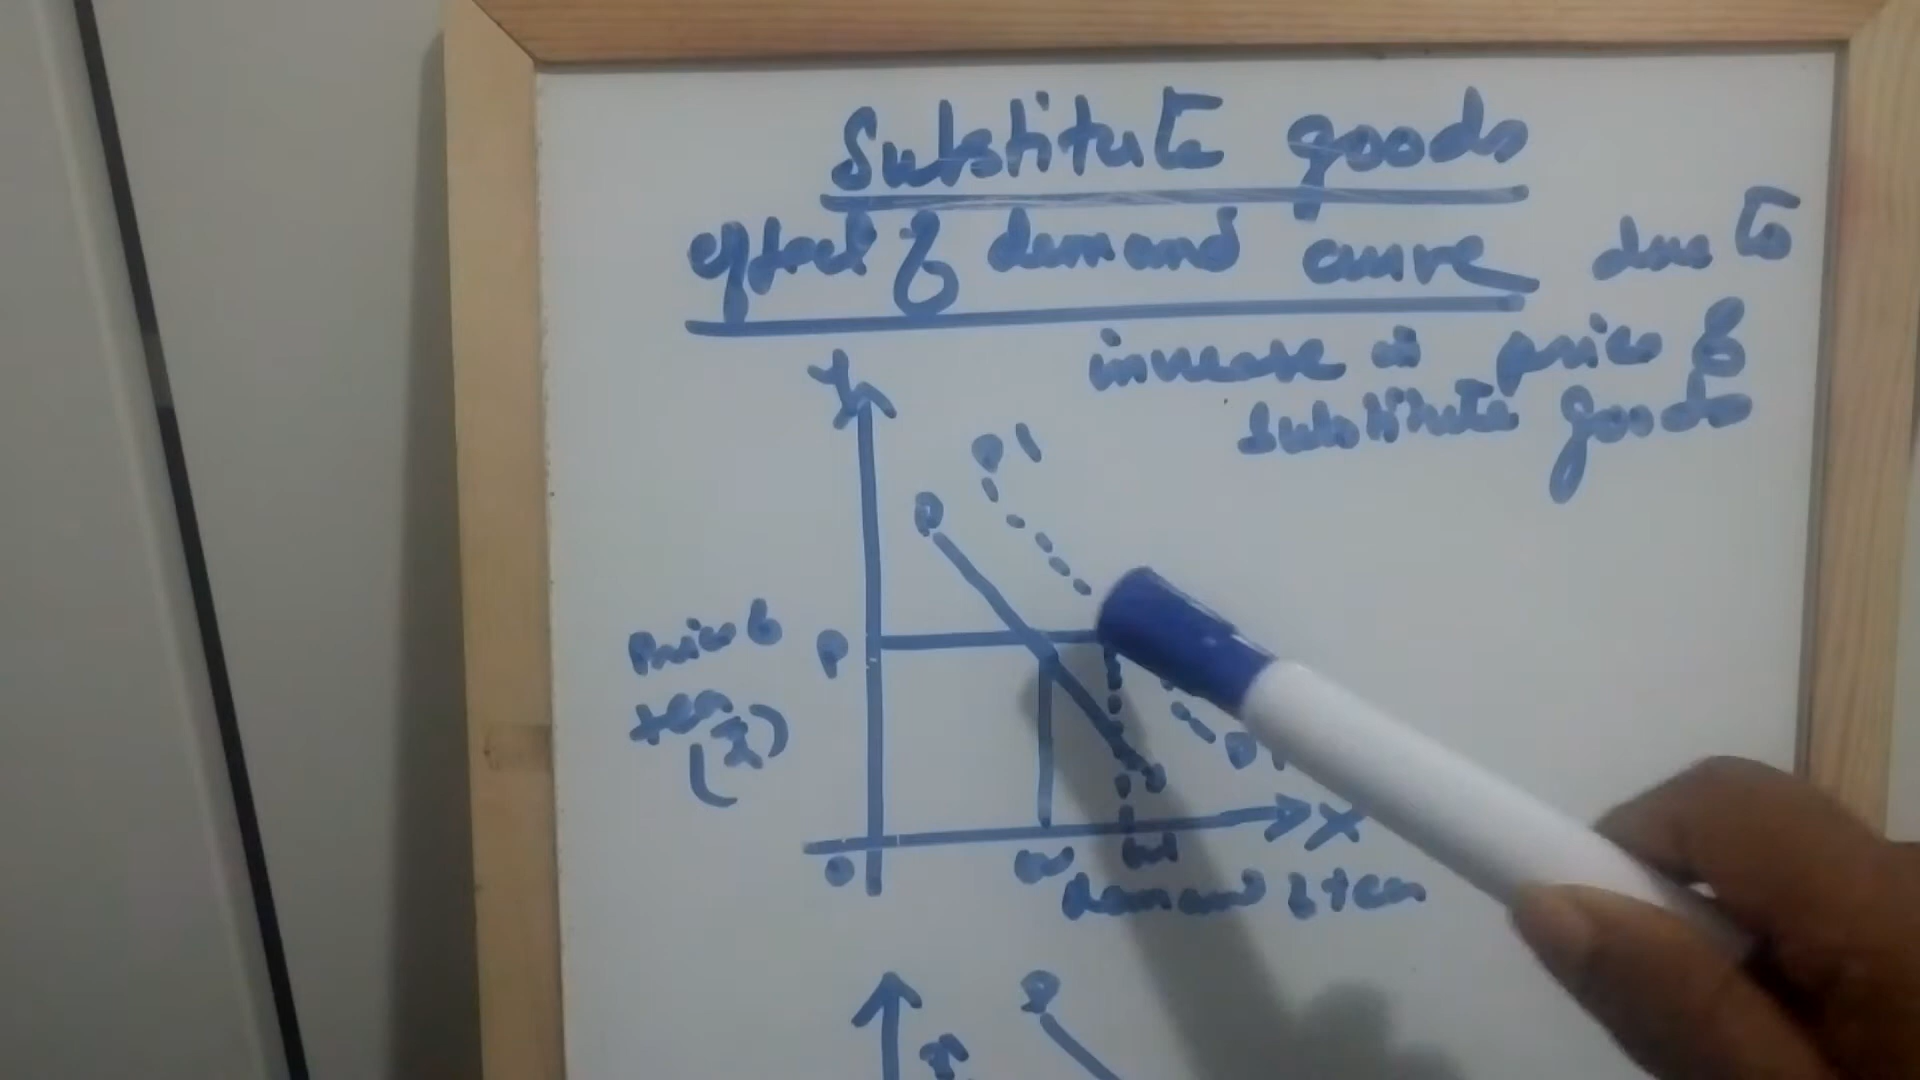 Substitute goods
effect of demand curve due to
increase in price of
substitute goods
Y
D'
D
Price of
tea
P
D
D'
O
X
demand of tea